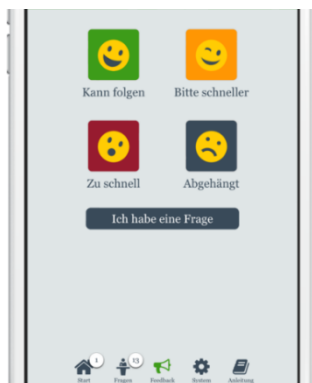 Kann folgen Bitte schneller
Zu schnell Abgehängt
Ich habe eine Frage
1 13
Start Fragen Feedback System Anleitung